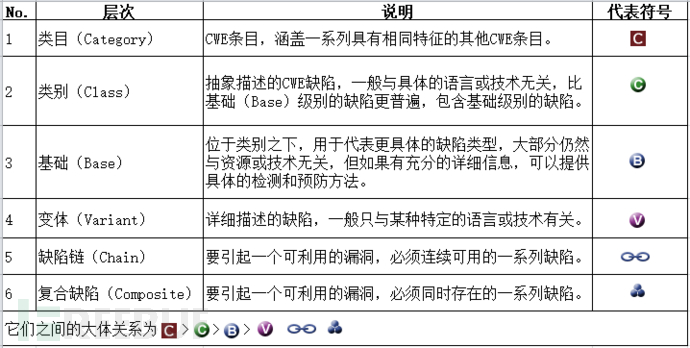 No. 层次 说明 代表符号
1 类目（Category） CWE条目，涵盖一系列具有相同特征的其他CWE条目。 C
2 类别（Class） 抽象描述的CWE缺陷，一般与具体的语言或技术无关，比
基础（Base）级别的缺陷更普遍，包含基础级别的缺陷。 C
3 基础（Base） 位于类别之下，用于代表更具体的缺陷类型，大部分仍然
与资源或技术无关，但如果有充分的详细信息，可以提供
具体的检测和预防方法。 B
4 变体（Variant） 详细描述的缺陷，一般只与某种特定的语言或技术有关。 V
5 缺陷链（Chain） 要引起一个可利用的漏洞，必须连续可用的一系列缺陷。
6 复合缺陷（Composite） 要引起一个可利用的漏洞，必须同时存在的一系列缺陷。
它们之间的大体关系为 C > C > B > V